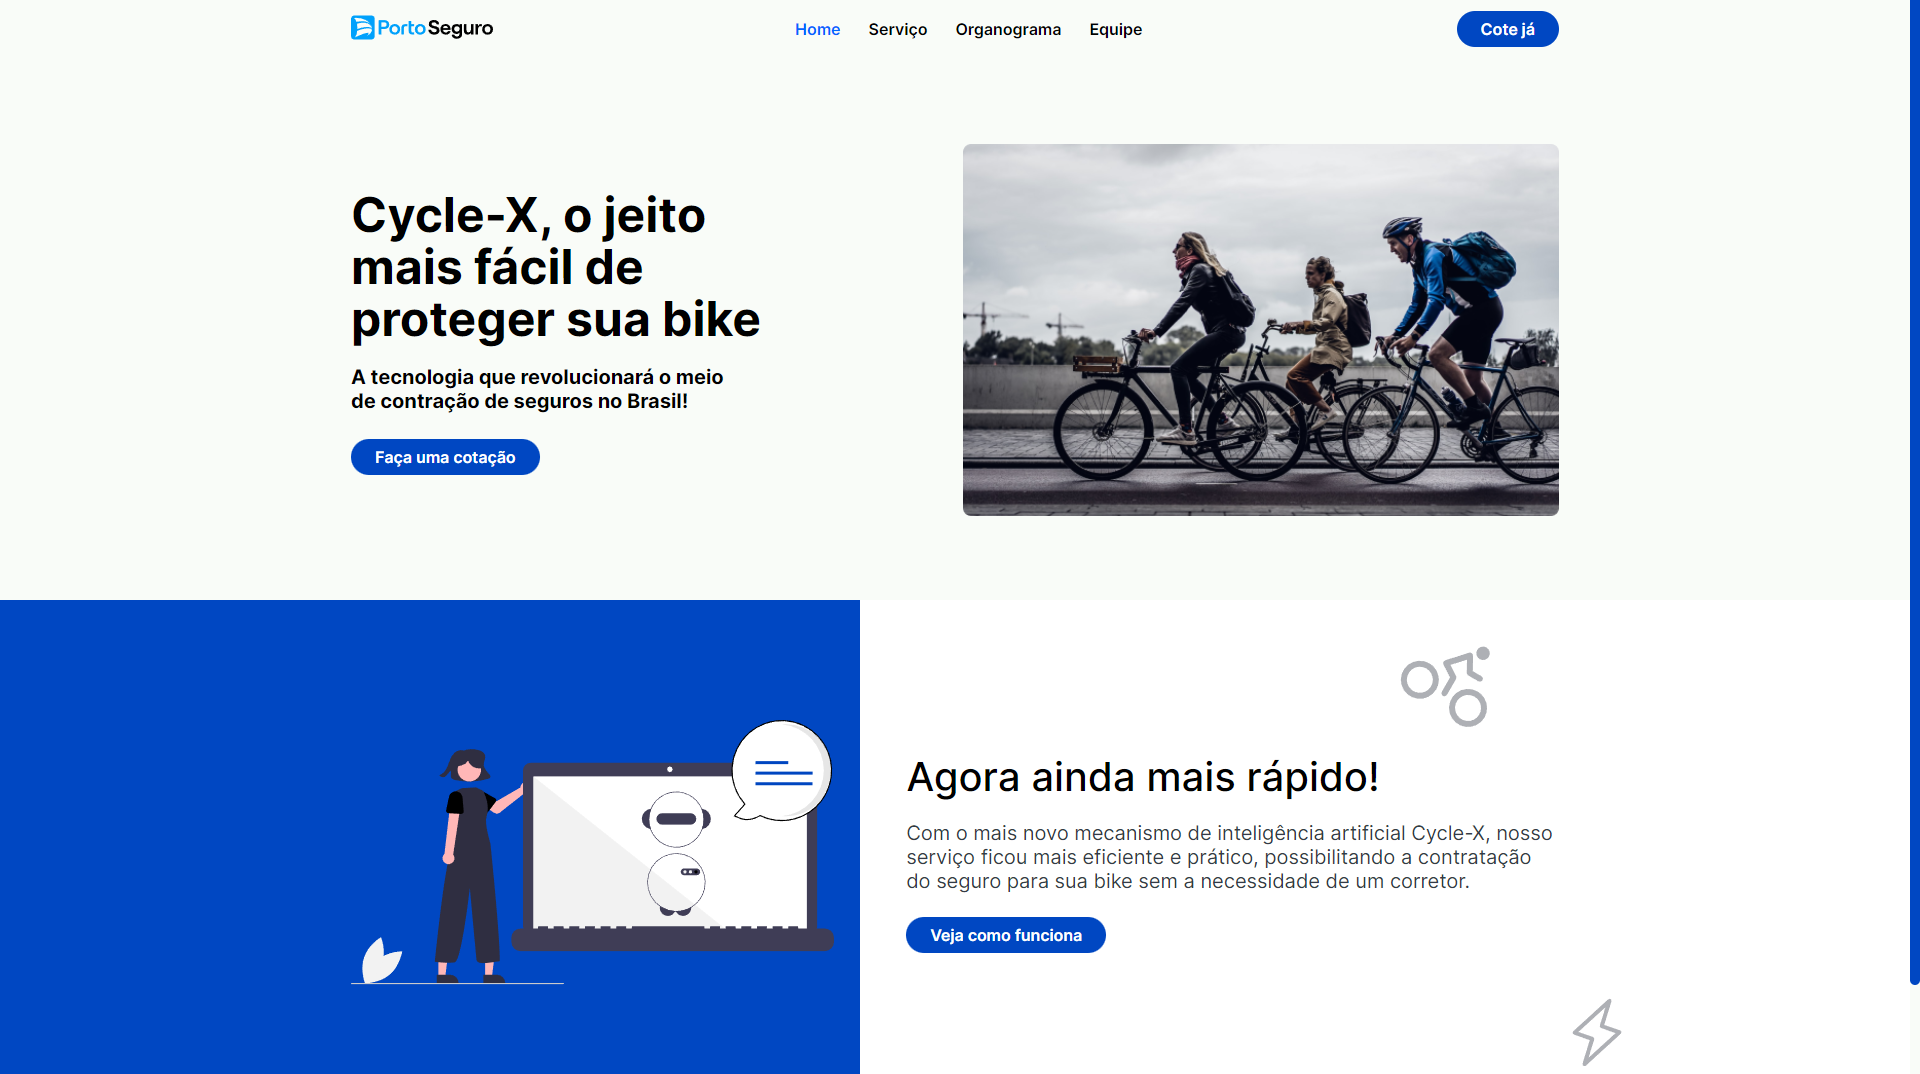 Porto Seguro
Home Serviço Organograma Equipe
Cote já
Cycle-X, o jeito
mais fácil de
proteger sua bike
A tecnologia que revolucionará o meio
de contração de seguros no Brasil!
Faça uma cotação
Agora ainda mais rápido!
Com o mais novo mecanismo de inteligência artificial Cycle-X, nosso
serviço ficou mais eficiente e prático, possibilitando a contratação
do seguro para sua bike sem a necessidade de um corretor.
Veja como funciona